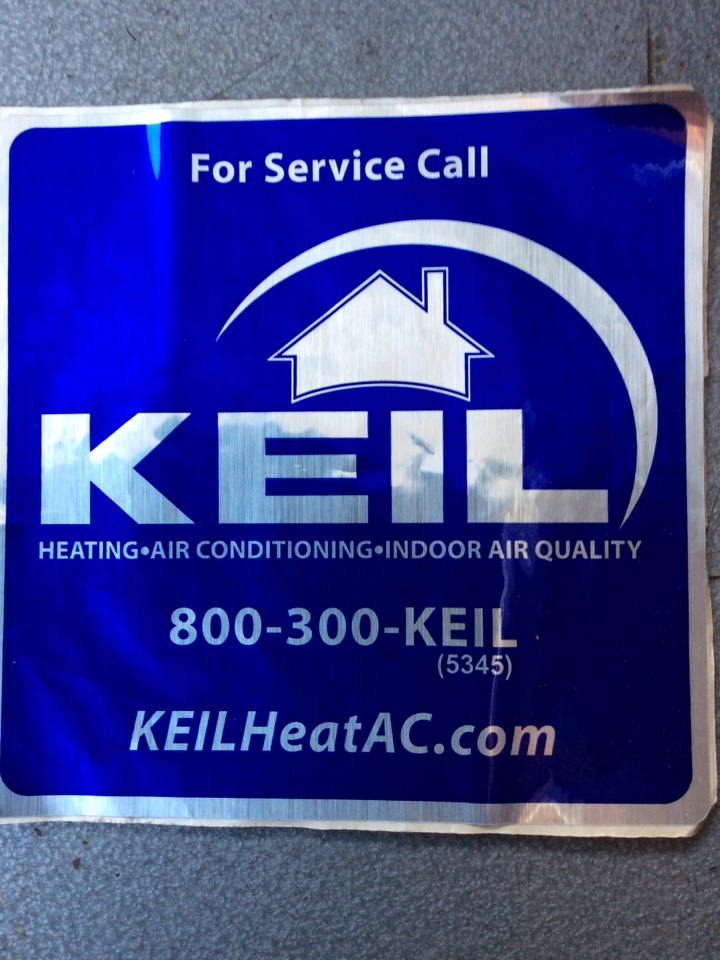 For Service Call
KEIL
HEATING•AIR CONDITIONING•INDOOR AIR QUALITY
800-300-KEIL
(5345)
KEILHeatAC.com